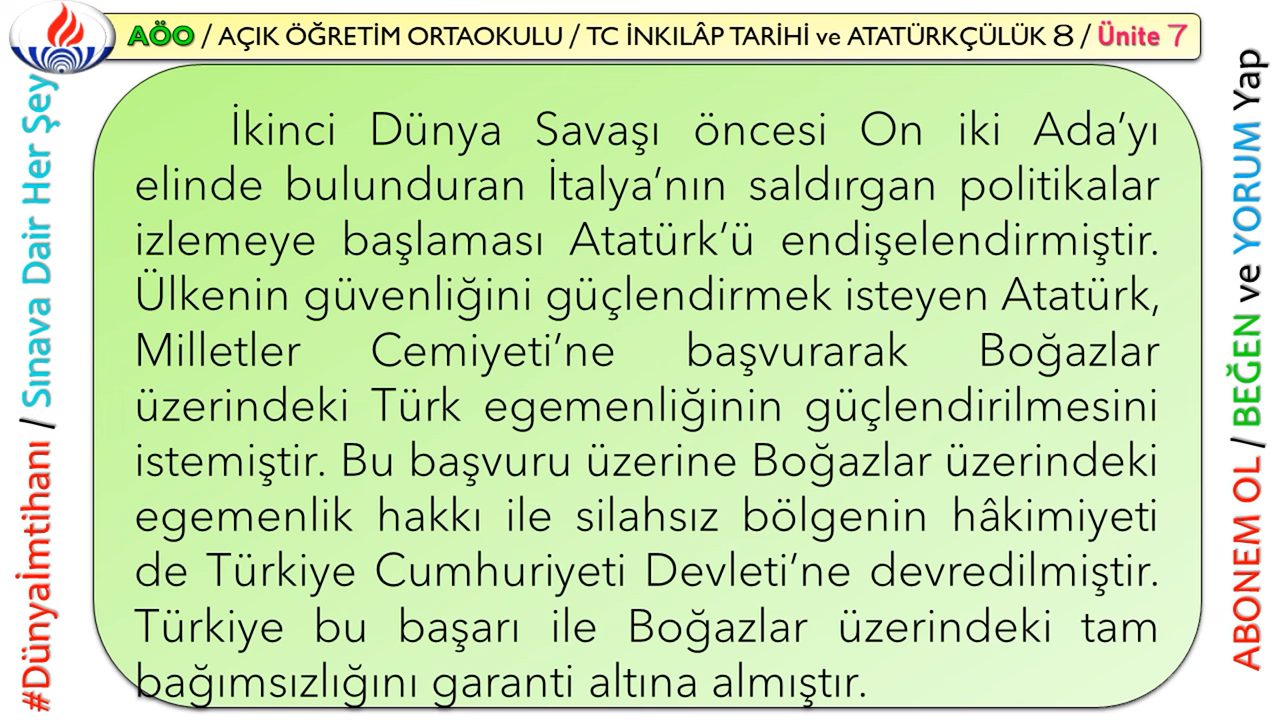 AÖO / AÇIK ÖĞRETİM ORTAOKULU / TC İNKILÂP TARİHİ ve ATATÜRKÇÜLÜK 8 / Ünite 7
İkinci Dünya Savaşı öncesi On iki Ada’yı
elinde bulunduran İtalya’nın saldırgan politikalar
izlemeye başlaması Atatürk’ü endişelendirmiştir.
Ülkenin güvenliğini güçlendirmek isteyen Atatürk,
Milletler Cemiyeti’ne başvurarak Boğazlar
üzerindeki Türk egemenliğinin güçlendirilmesini
istemiştir. Bu başvuru üzerine Boğazlar üzerindeki
egemenlik hakkı ile silahsız bölgenin hâkimiyeti
de Türkiye Cumhuriyeti Devleti’ne devredilmiştir.
Türkiye bu başarı ile Boğazlar üzerindeki tam
bağımsızlığını garanti altına almıştır.
#Dünyaİmtihanı / Sınava Dair Her Şey
ABONEM OL / BEĞEN ve YORUM Yap